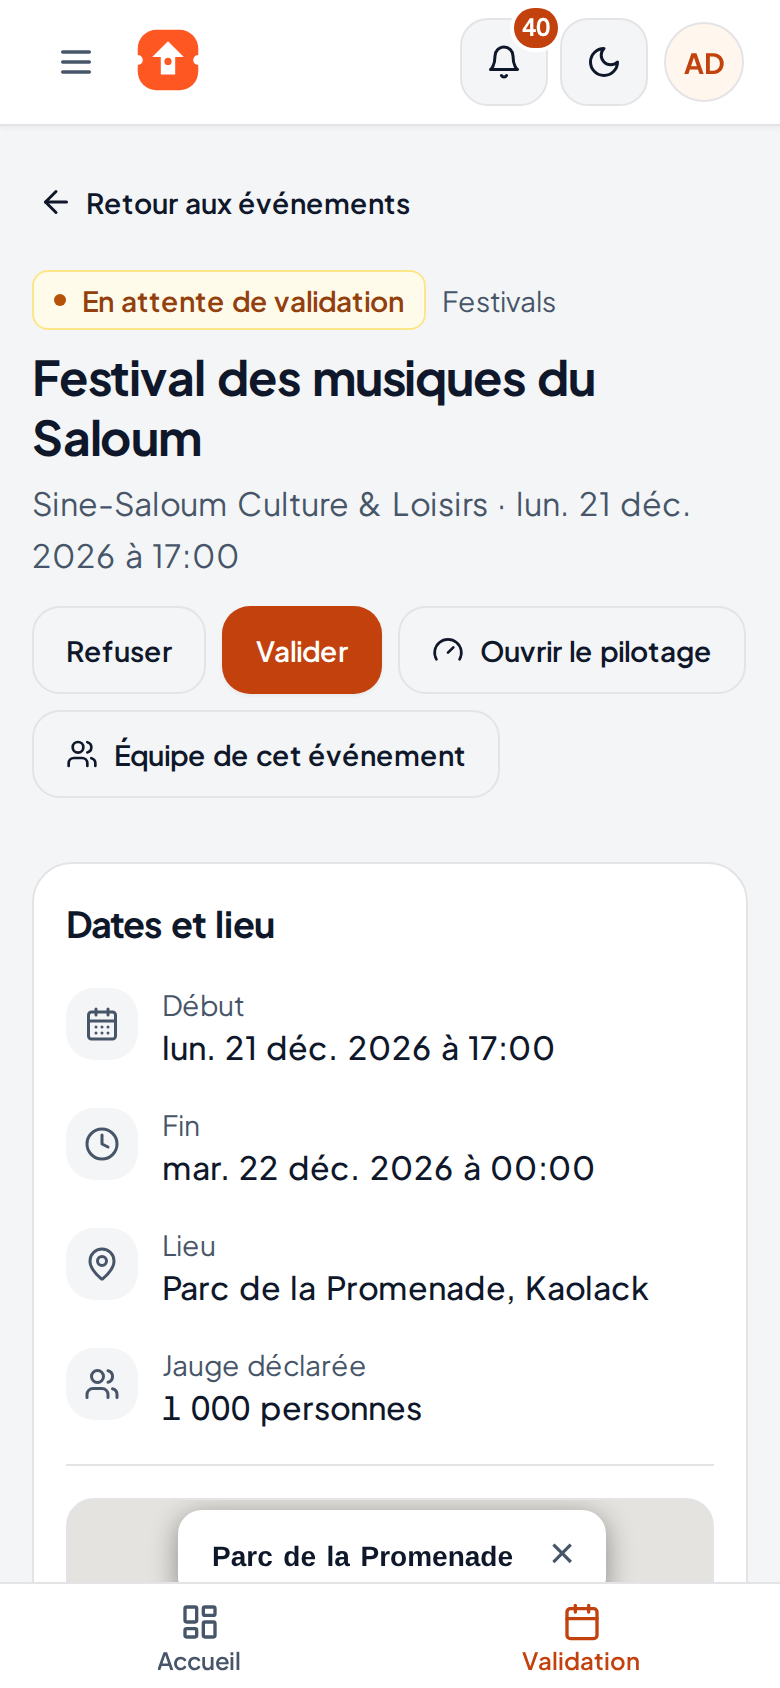 40
AD
Retour aux événements
En attente de validation Festivals
Festival des musiques du
Saloum
Sine-Saloum Culture & Loisirs · lun. 21 déc.
2026 à 17:00
Refuser Valider Ouvrir le pilotage
Équipe de cet événement
Dates et lieu
Début
lun. 21 déc. 2026 à 17:00
Fin
mar. 22 déc. 2026 à 00:00
Lieu
Parc de la Promenade, Kaolack
Jauge déclarée
1 000 personnes
Parc de la Promenade
Accueil Validation